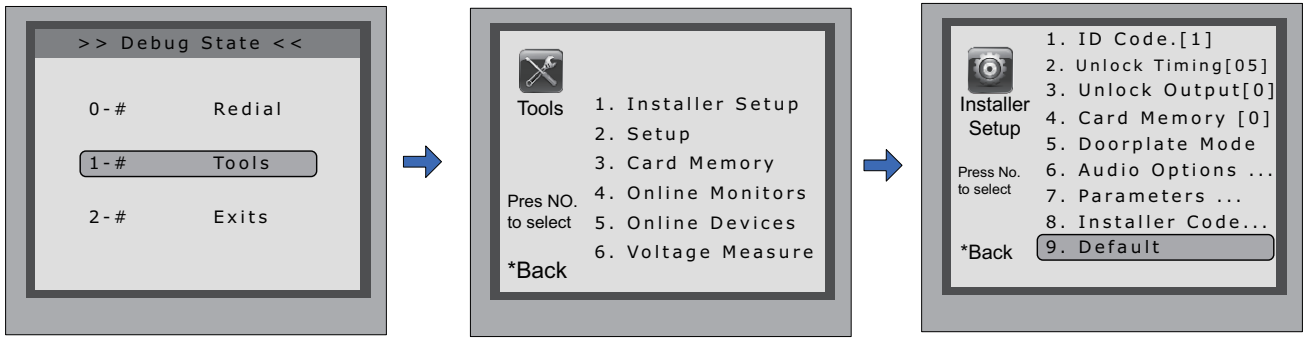 >> Debug State <<
0-# Redial
1-# Tools
2-# Exits
Tools
1. Installer Setup
2. Setup
3. Card Memory
4. Online Monitors
5. Online Devices
6. Voltage Measure
Pres NO.
to select
*Back
Installer
Setup
1. ID Code.[1]
2. Unlock Timing[05]
3. Unlock Output[0]
4. Card Memory [0]
5. Doorplate Mode
6. Audio Options ...
7. Parameters ...
8. Installer Code...
9. Default
Press No.
to select
*Back